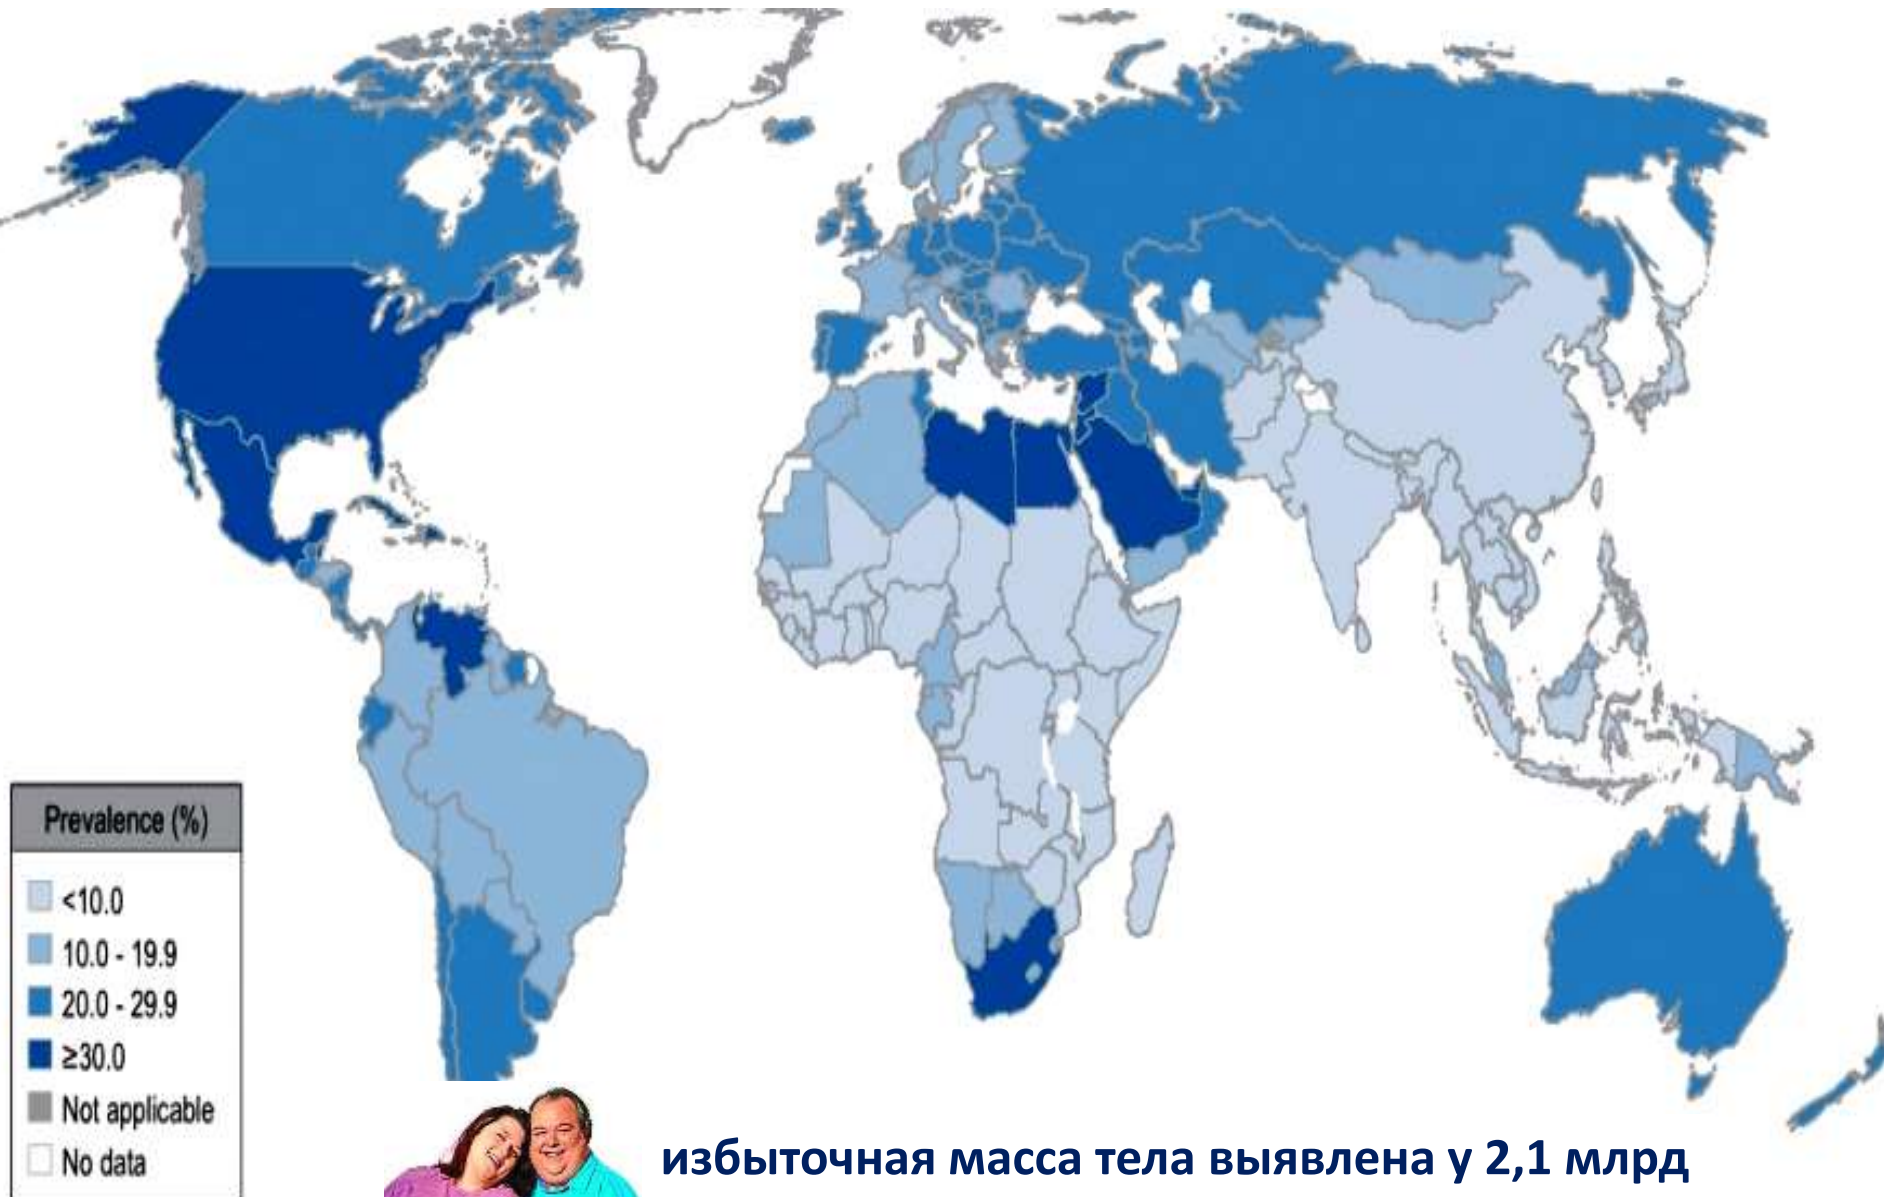 Prevalence (%)
<10.0
10.0 - 19.9
20.0 - 29.9
≥30.0
Not applicable
No data
избыточная масса тела выявлена у 2,1 млрд